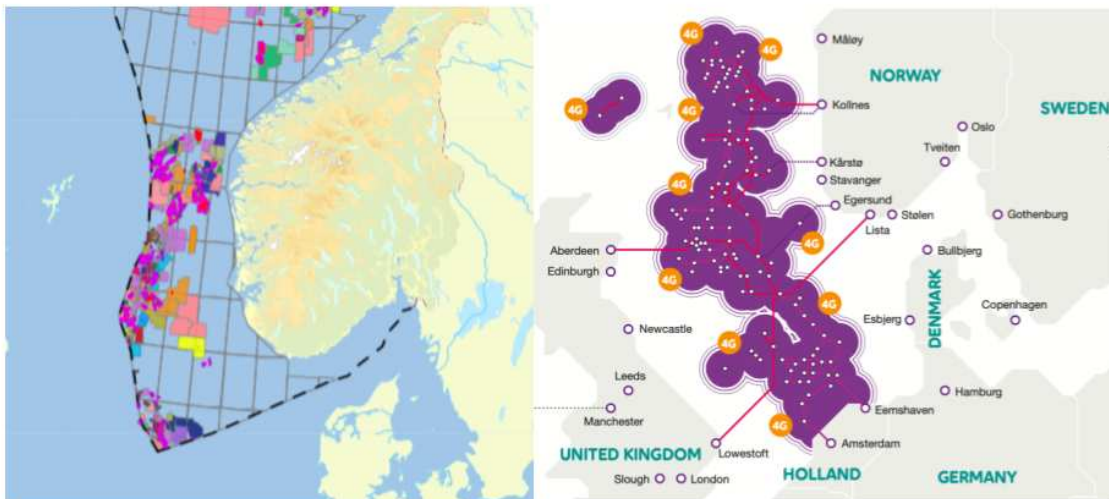 4G
4G
Måløy
NORWAY
4G
4G
Kollnes
SWEDEN
Oslo
Tveiten
Kårstø
4G
Stavanger
Egersund
Stølen
Gothenburg
Lista
4G
Aberdeen
Bullbjerg
Edinburgh
4G
DENMARK
Copenhagen
4G
Esbjerg
Newcastle
4G
Leeds
Hamburg
Manchester
Eemshaven
4G
UNITED KINGDOM
Lowestoft
Amsterdam
HOLLAND
GERMANY
Slough
London